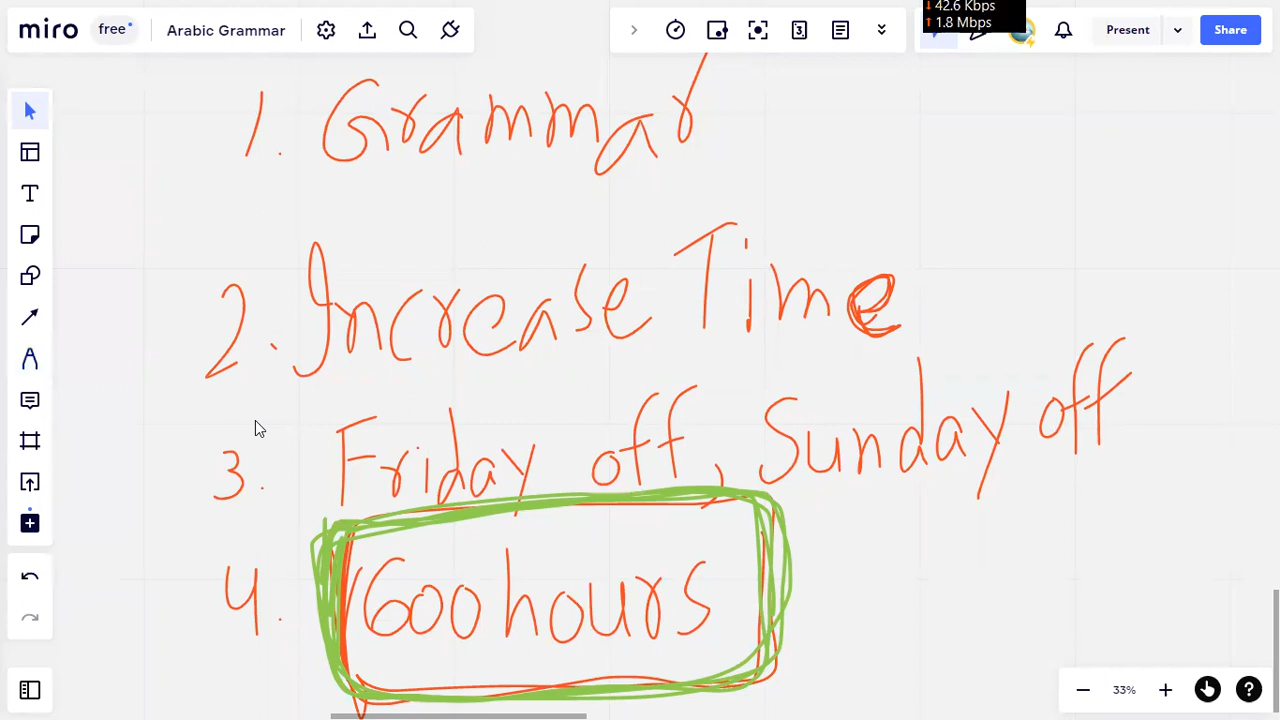 miro free Arabic Grammar
42.6 Kbps
1.8 Mbps
Present Share
1. Grammar
2. Increase Time
3. Friday off, Sunday off
4. 600 hours
33%